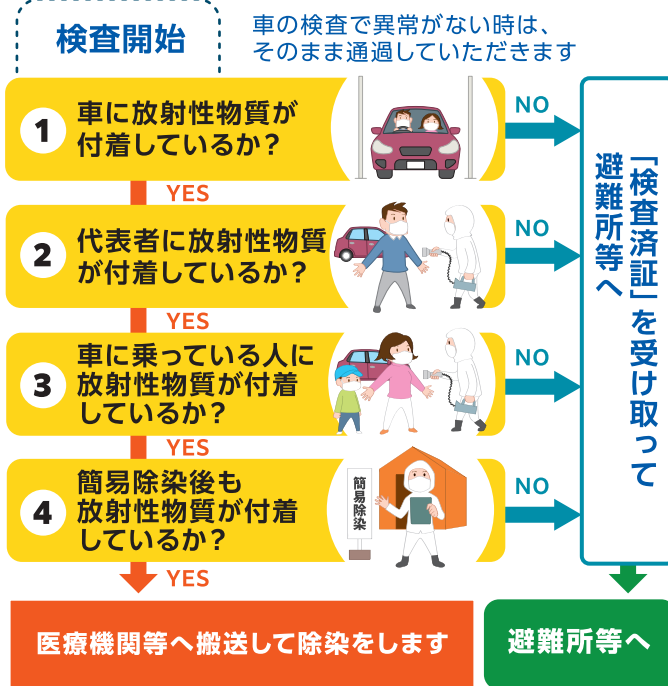 検査開始
車の検査で異常がない時は、
そのまま通過していただきます
1
車に放射性物質が
付着しているか?
NO
YES
2
代表者に放射性物質
が付着しているか?
NO
YES
3
車に乗っている人に
放射性物質が付着
しているか?
NO
YES
4
簡易除染後も
放射性物質が付着
しているか?
簡易除染
NO
YES
「検査済証」を受け取って
避難所等へ
医療機関等へ搬送して除染をします
避難所等へ